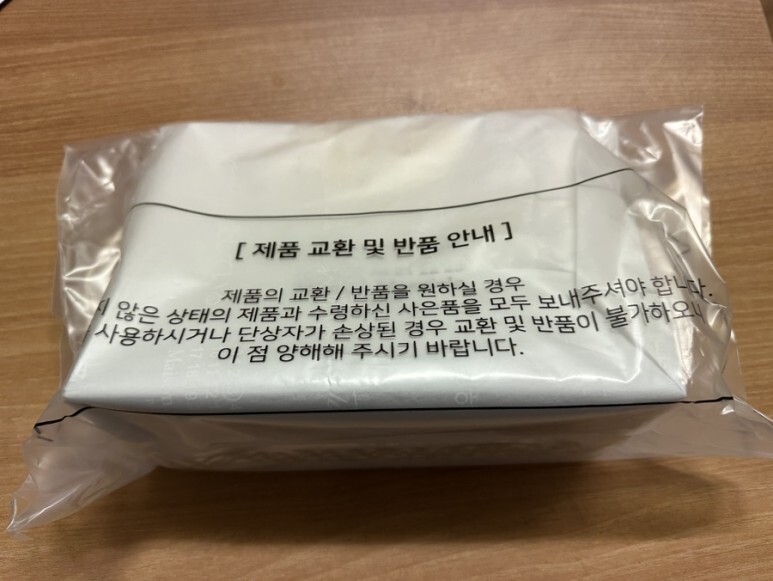 [ 제품 교환 및 반품 안내 ]
제품의 교환 / 반품을 원하실 경우
않은 상태의 제품과 수령하신 사은품을 모두 보내주셔야 합니다.
사용하시거나 단상자가 손상된 경우 교환 및 반품이 불가하오니
이 점 양해해 주시기 바랍니다.